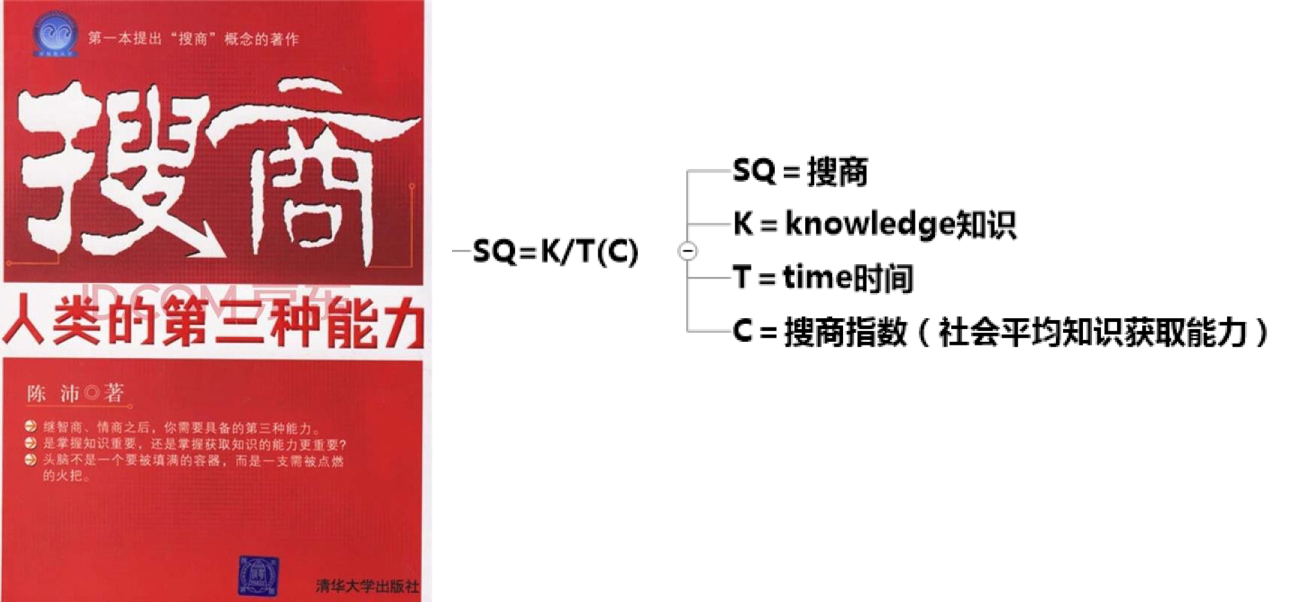 第一本提出“搜商”概念的著作
搜商
JD.COM 京东
人类的第三种能力
陈 沛◎著
继智商、情商之后，你需要具备的第三种能力。
是掌握知识重要，还是掌握获取知识的能力更重要?
头脑不是一个要被填满的容器，而是一支需被点燃
的火把。
清华大学出版社
SQ=K/T(C)
SQ＝搜商
K＝knowledge知识
T＝time时间
C＝搜商指数（社会平均知识获取能力）